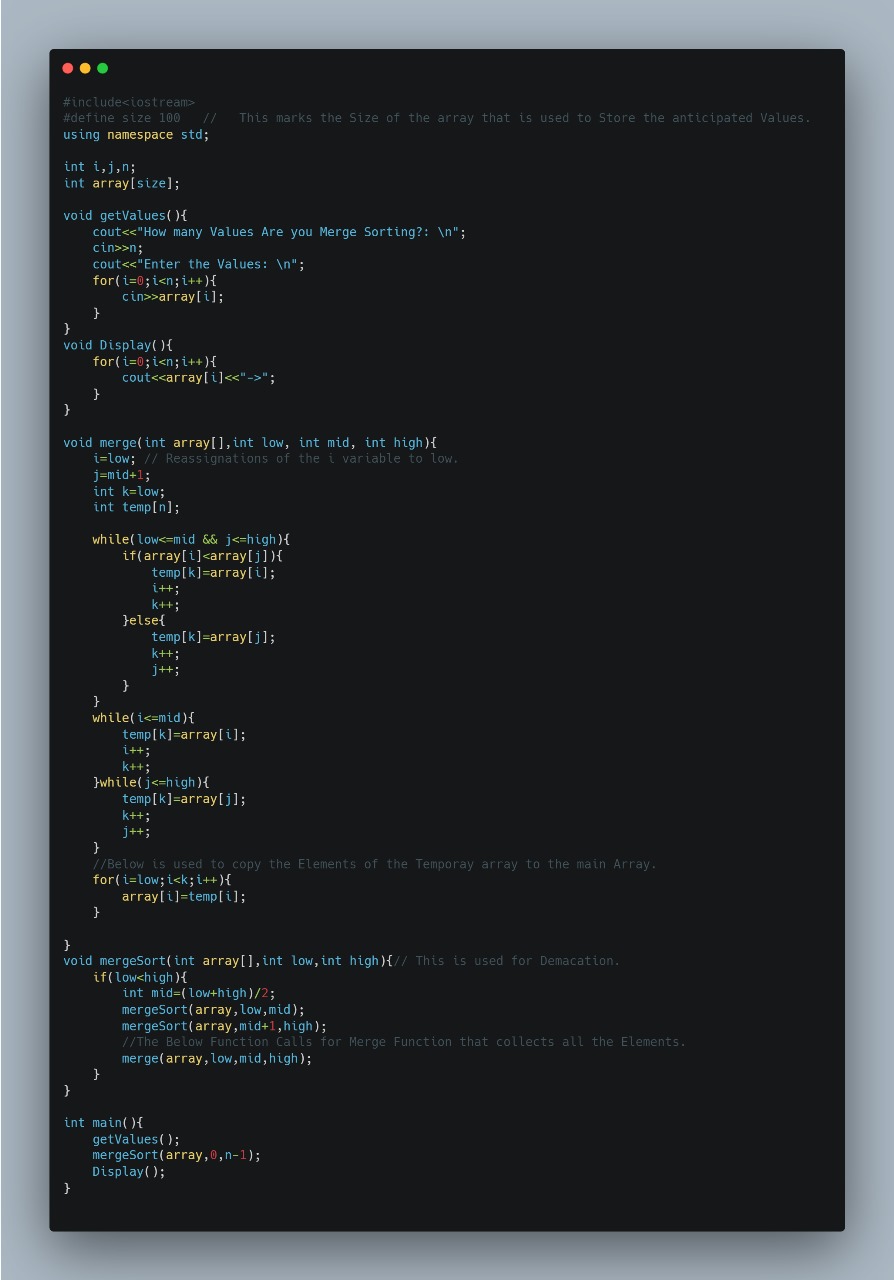 #include<iostream>
#define size 100   //   This marks the Size of the array that is used to Store the anticipated Values.
using namespace std;

int i,j,n;
int array[size];

void getValues(){
    cout<<"How many Values Are you Merge Sorting?: \n";
    cin>>n;
    cout<<"Enter the Values: \n";
    for(i=0;i<n;i++){
        cin>>array[i];
    }
}
void Display(){
    for(i=0;i<n;i++){
        cout<<array[i]<<"->";
    }
}

void merge(int array[],int low, int mid, int high){
    i=low; // Reassignations of the i variable to low.
    j=mid+1;
    int k=low;
    int temp[n];

    while(low<=mid && j<=high){
        if(array[i]<array[j]){
            temp[k]=array[i];
            i++;
            k++;
        }else{
            temp[k]=array[j];
            k++;
            j++;
        }
    }
    while(i<=mid){
        temp[k]=array[i];
        i++;
        k++;
    }while(j<=high){
        temp[k]=array[j];
        k++;
        j++;
    }
    //Below is used to copy the Elements of the Temporay array to the main Array.
    for(i=low;i<k;i++){
        array[i]=temp[i];
    }

}
void mergeSort(int array[],int low,int high){// This is used for Demacation.
    if(low<high){
        int mid=(low+high)/2;
        mergeSort(array,low,mid);
        mergeSort(array,mid+1,high);
        //The Below Function Calls for Merge Function that collects all the Elements.
        merge(array,low,mid,high);
    }
}

int main(){
    getValues();
    mergeSort(array,0,n-1);
    Display();
}